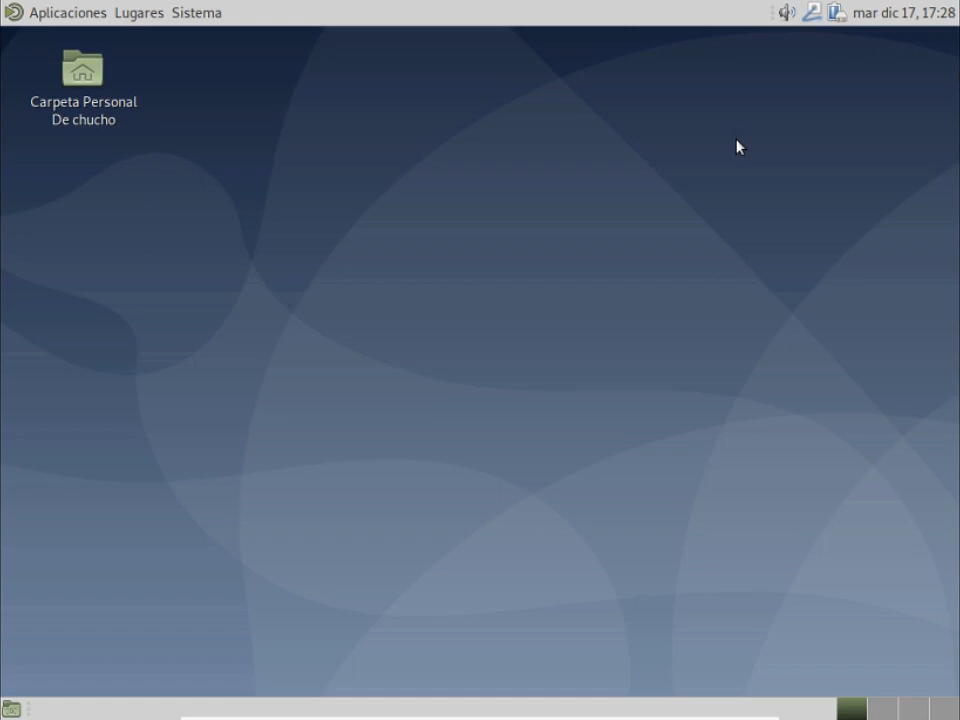 Aplicaciones Lugares Sistema
mar dic 17, 17:28
Carpeta Personal
De chucho